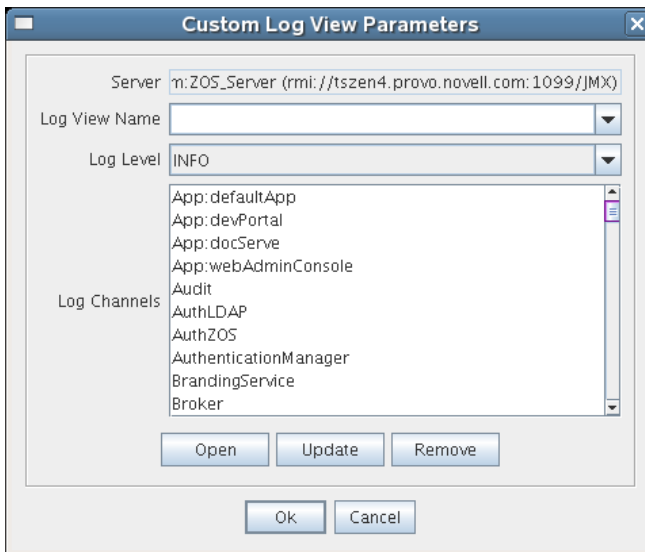 Custom Log View Parameters
Server m:ZOS_Server (rmi://tszen4.provo.novell.com:1099/JMX)
Log View Name
Log Level INFO
Log Channels
App:defaultApp
App:devPortal
App:docServe
App:webAdminConsole
Audit
AuthLDAP
AuthZOS
AuthenticationManager
BrandingService
Broker
Open Update Remove
Ok Cancel